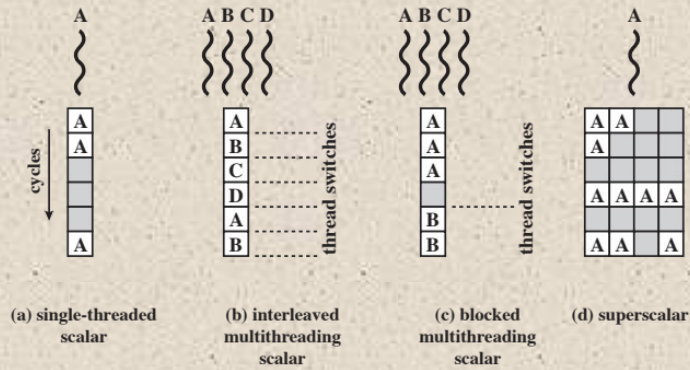 A
A B C D
A B C D
A
cycles
A
A
A
A
B
C
D
A
B
thread switches
A
A
A
B
B
thread switches
A A
A
A A A A
A A A
(a) single-threaded
scalar
(b) interleaved
multithreading
scalar
(c) blocked
multithreading
scalar
(d) superscalar